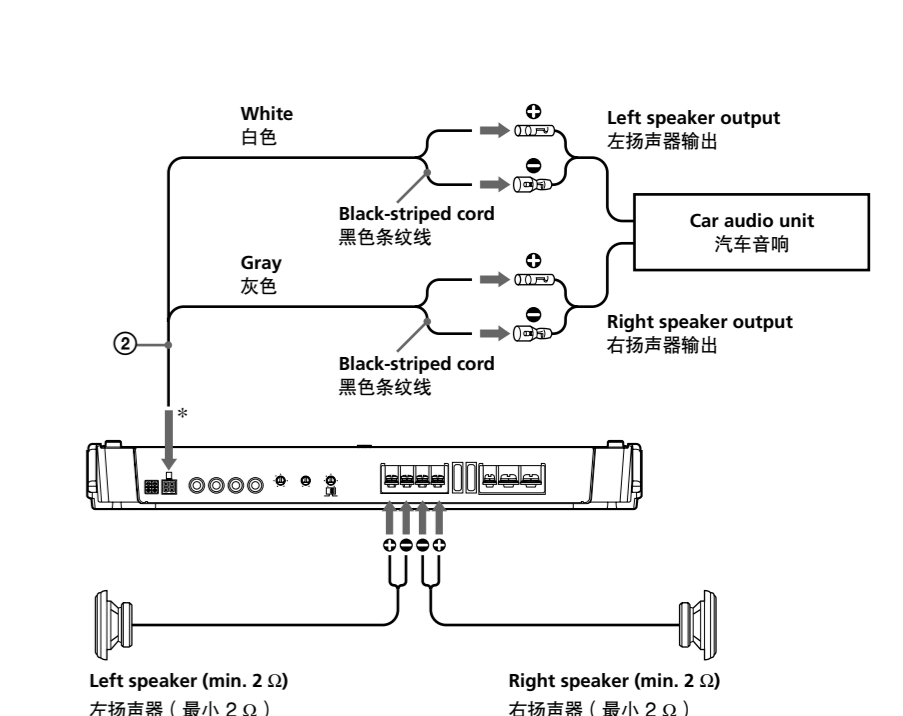 White
白色
Left speaker output
左扬声器输出
Black-striped cord
黑色条纹线
Car audio unit
汽车音响
Gray
灰色
Right speaker output
右扬声器输出
②
Black-striped cord
黑色条纹线
*
Left speaker (min. 2 Ω)
左扬声器（最小 2 Ω）
Right speaker (min. 2 Ω)
右扬声器（最小 2 Ω）